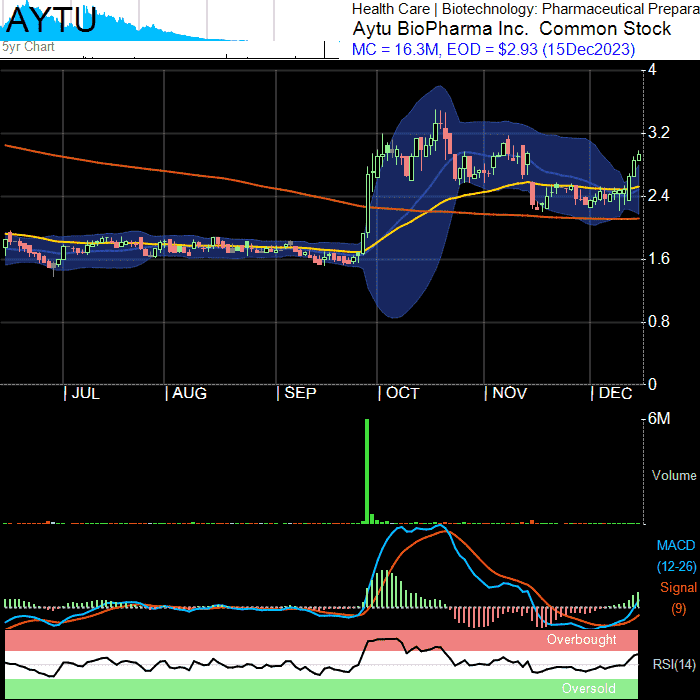 AYTU
5yr Chart
Health Care | Biotechnology: Pharmaceutical Prepara
Aytu BioPharma Inc. Common Stock
MC = 16.3M, EOD = $2.93 (15Dec2023)
4
3.2
2.4
1.6
0.8
0
| JUL | AUG | SEP | OCT | NOV | DEC
6M
Volume
MACD
(12-26)
Signal
(9)
Overbought
RSI(14)
Oversold